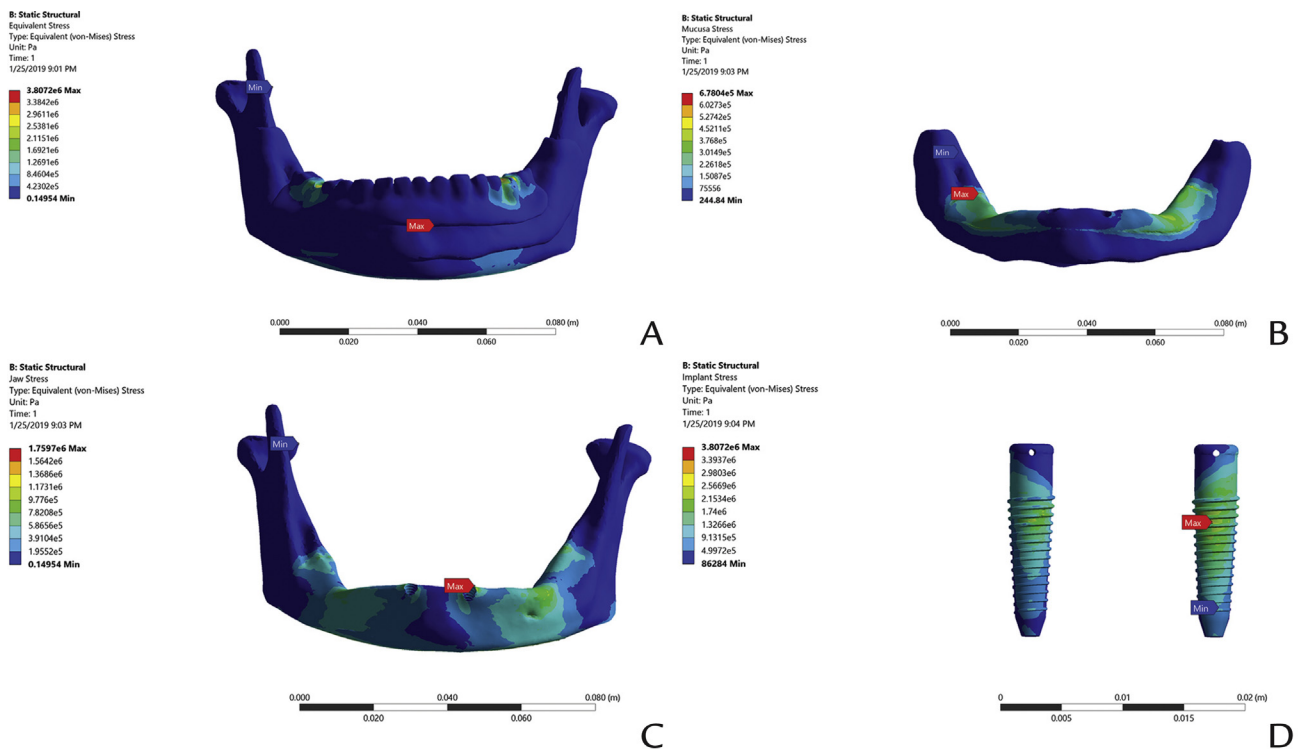 B: Static Structural
Equivalent Stress
Type: Equivalent (von-Mises) Stress
Unit: Pa
Time: 1
1/25/2019 9:01 PM
3.8072e6 Max
3.3842e6
2.9611e6
2.5381e6
2.1151e6
1.6921e6
1.2691e6
8.4604e5
4.2302e5
0.14954 Min
Min
Max
0.000 0.040 0.080 (m)
0.020 0.060
A
B: Static Structural
Mucusa Stress
Type: Equivalent (von-Mises) Stress
Unit: Pa
Time: 1
1/25/2019 9:03 PM
6.7804e5 Max
6.0273e5
5.2742e5
4.5211e5
3.768e5
3.0149e5
2.2618e5
1.5087e5
75556
244.84 Min
Min
Max
0.000 0.040 0.080 (m)
0.020 0.060
B
B: Static Structural
Jaw Stress
Type: Equivalent (von-Mises) Stress
Unit: Pa
Time: 1
1/25/2019 9:03 PM
1.7597e6 Max
1.5642e6
1.3686e6
1.1731e6
9.776e5
7.8208e5
5.8656e5
3.9104e5
1.9552e5
0.14954 Min
Min
Max
0.000 0.040 0.080 (m)
0.020 0.060
C
B: Static Structural
Implant Stress
Type: Equivalent (von-Mises) Stress
Unit: Pa
Time: 1
1/25/2019 9:04 PM
3.8072e6 Max
3.3937e6
2.9803e6
2.5669e6
2.1534e6
1.74e6
1.3266e6
9.1315e5
4.9972e5
86284 Min
Max
Min
0 0.01 0.02 (m)
0.005 0.015
D